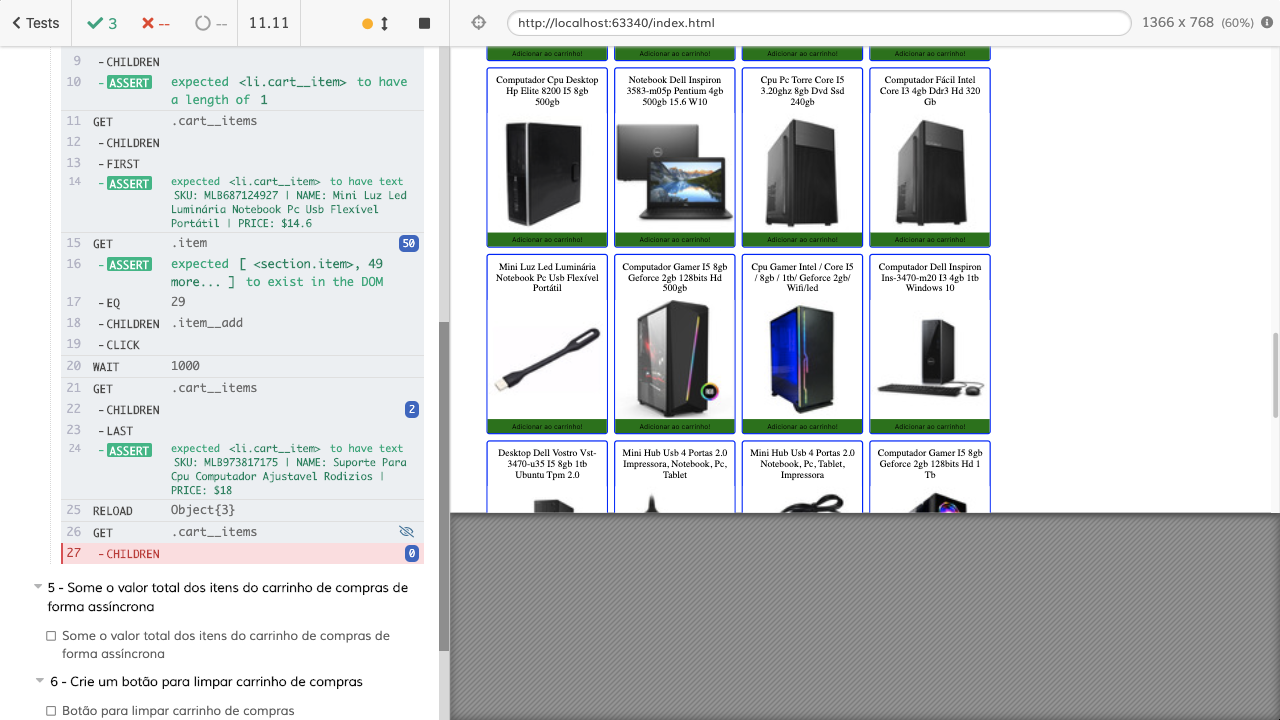 Tests
3
--
--
11.11
http://localhost:63340/index.html
1366 x 768 (60%)
9 -CHILDREN
10 -ASSERT expected <li.cart__item> to have
a length of 1
11 GET .cart__items
12 -CHILDREN
13 -FIRST
14 -ASSERT expected <li.cart__item> to have text
SKU: MLB687124927 | NAME: Mini Luz Led
Luminária Notebook Pc Usb Flexível
Portátil | PRICE: $14.6
15 GET .item 50
16 -ASSERT expected [ <section.item>, 49
more... ] to exist in the DOM
17 -EQ 29
18 -CHILDREN .item__add
19 -CLICK
20 WAIT 1000
21 GET .cart__items
22 -CHILDREN 2
23 -LAST
24 -ASSERT expected <li.cart__item> to have text
SKU: MLB973817175 | NAME: Suporte Para
Cpu Computador Ajustavel Rodizios |
PRICE: $18
25 RELOAD Object{3}
26 GET .cart__items
27 -CHILDREN 0
5 - Some o valor total dos itens do carrinho de compras de
forma assíncrona
Some o valor total dos itens do carrinho de compras de
forma assíncrona
6 - Crie um botão para limpar carrinho de compras
Botão para limpar carrinho de compras
Adicionar ao carrinho!
Adicionar ao carrinho!
Adicionar ao carrinho!
Adicionar ao carrinho!
Computador Cpu Desktop
Hp Elite 8200 I5 8gb
500gb
Adicionar ao carrinho!
Notebook Dell Inspiron
3583-m05p Pentium 4gb
500gb 15.6 W10
Adicionar ao carrinho!
Cpu Pc Torre Core I5
3.20ghz 8gb Dvd Ssd
240gb
Adicionar ao carrinho!
Computador Fácil Intel
Core I3 4gb Ddr3 Hd 320
Gb
Adicionar ao carrinho!
Mini Luz Led Luminária
Notebook Pc Usb Flexível
Portátil
Adicionar ao carrinho!
Computador Gamer I5 8gb
Geforce 2gb 128bits Hd
500gb
Adicionar ao carrinho!
Cpu Gamer Intel / Core I5
/ 8gb / 1tb/ Geforce 2gb/
Wifi/led
Adicionar ao carrinho!
Computador Dell Inspiron
Ins-3470-m20 I3 4gb 1tb
Windows 10
Adicionar ao carrinho!
Desktop Dell Vostro Vst-
3470-u35 I5 8gb 1tb
Ubuntu Tpm 2.0
Mini Hub Usb 4 Portas 2.0
Impressora, Notebook, Pc,
Tablet
Mini Hub Usb 4 Portas 2.0
Notebook, Pc, Tablet,
Impressora
Computador Gamer I5 8gb
Geforce 2gb 128bits Hd 1
Tb